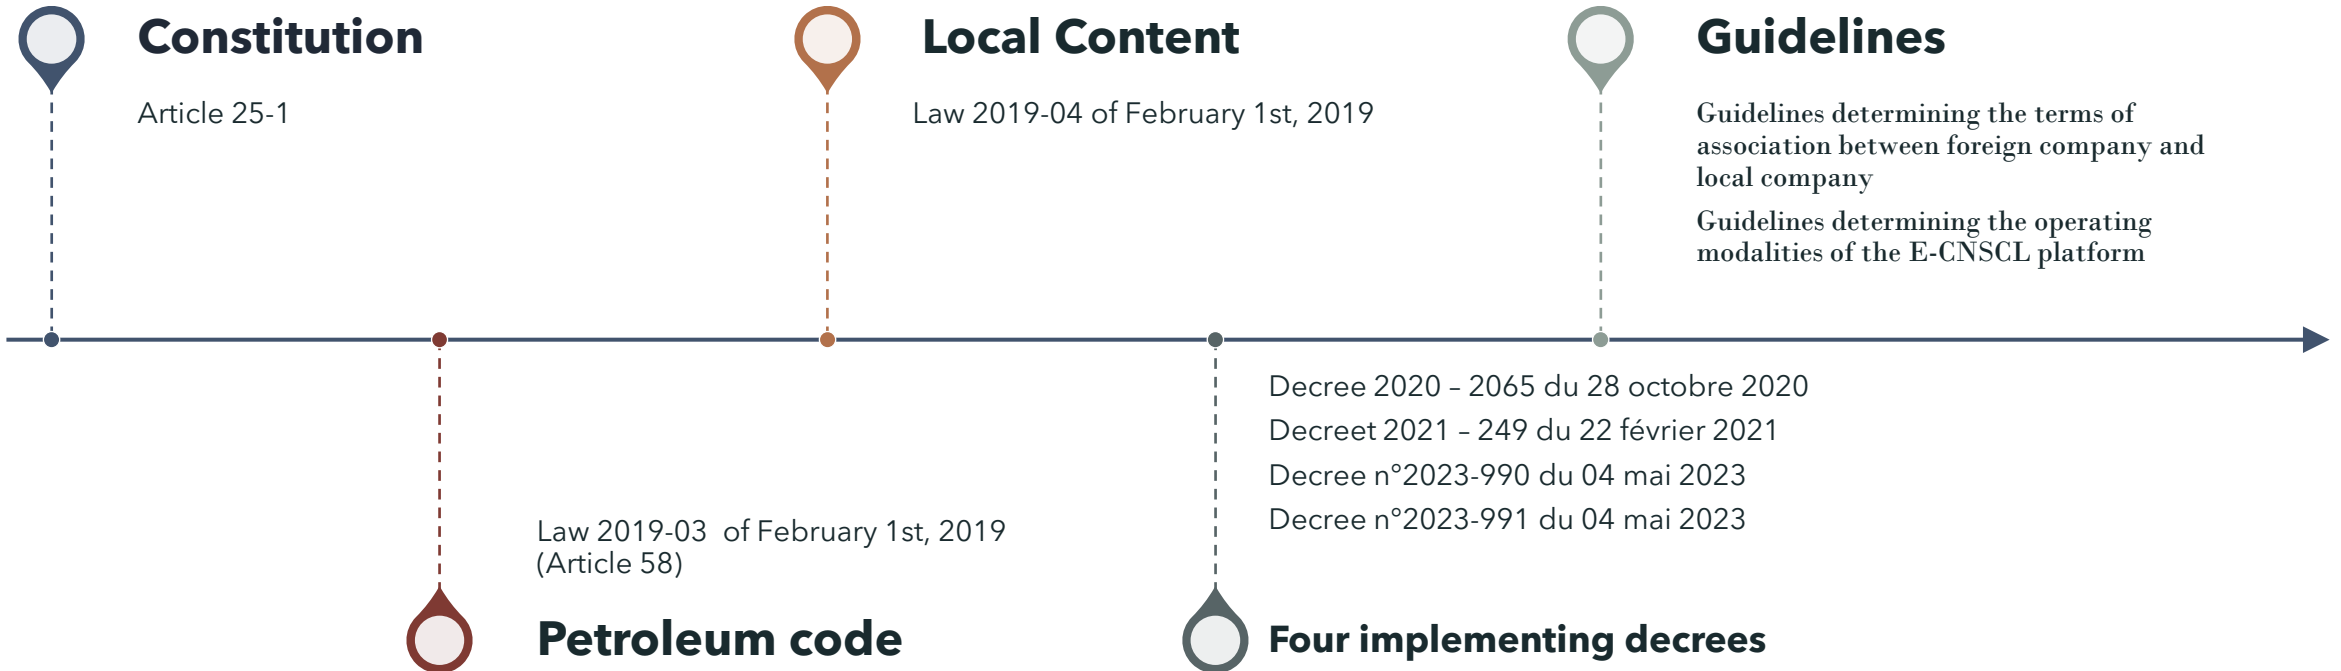 Constitution
Article 25-1
Local Content
Law 2019-04 of February 1st, 2019
Guidelines
Guidelines determining the terms of
association between foreign company and
local company
Guidelines determining the operating
modalities of the E-CNSCL platform
Law 2019-03 of February 1st, 2019
(Article 58)
Petroleum code
Decree 2020 – 2065 du 28 octobre 2020
Decreet 2021 – 249 du 22 février 2021
Decree n°2023-990 du 04 mai 2023
Decree n°2023-991 du 04 mai 2023
Four implementing decrees